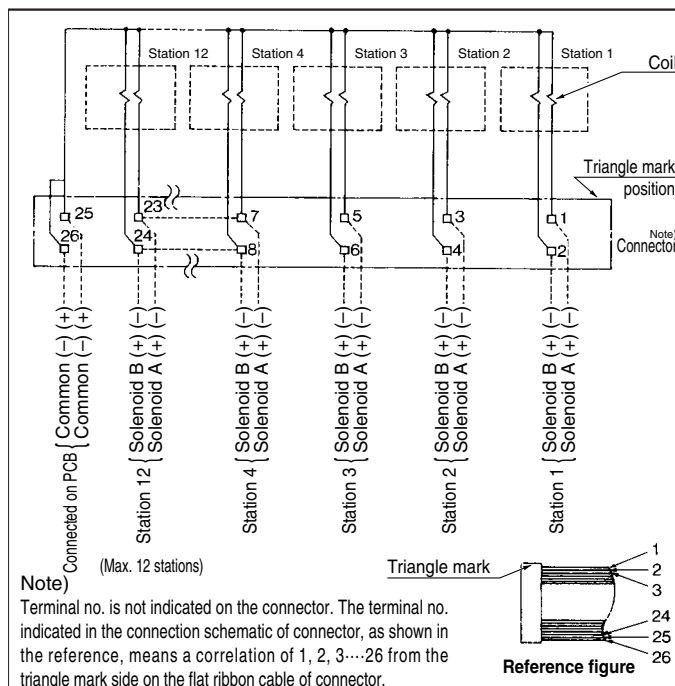 Station 12
Station 4
Station 3
Station 2
Station 1
Coil
Triangle mark
position
Note)
Connector
25
26
23
24
7
8
5
6
3
4
1
2
Connected on PCB
Common (–) (+)
Common (–) (+)
Station 12
Solenoid B (+) (–)
Solenoid A (+) (–)
Station 4
Solenoid B (+) (–)
Solenoid A (+) (–)
Station 3
Solenoid B (+) (–)
Solenoid A (+) (–)
Station 2
Solenoid B (+) (–)
Solenoid A (+) (–)
Station 1
Solenoid B (+) (–)
Solenoid A (+) (–)
(Max. 12 stations)
Note)
Terminal no. is not indicated on the connector. The terminal no.
indicated in the connection schematic of connector, as shown in
the reference, means a correlation of 1, 2, 3····26 from the
triangle mark side on the flat ribbon cable of connector.
Triangle mark
1
2
3
24
25
26
Reference figure